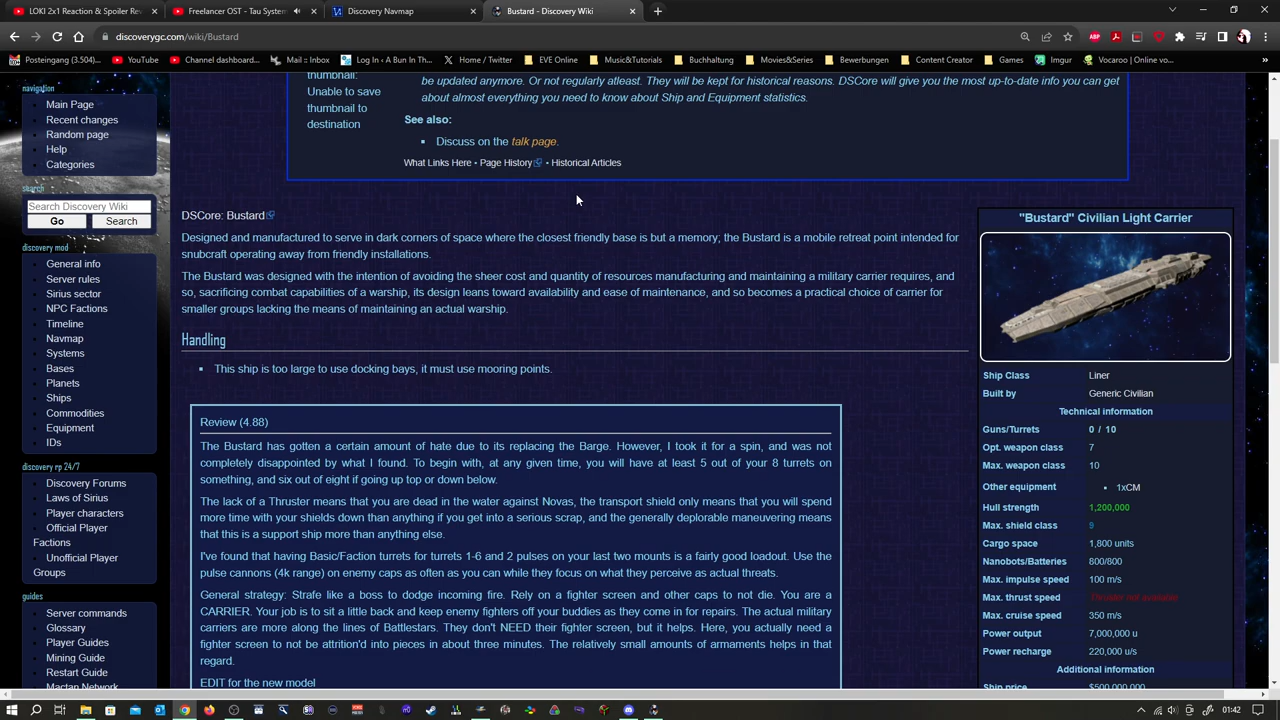 LOKI 2x1 Reaction & Spoiler Rev
Freelancer OST - Tau System
Discovery Navmap
Bustard - Discovery Wiki
discoverygc.com/wiki/Bustard
Posteingang (3.504)...
YouTube
Channel dashboard...
Log In ‹ A Bun In Th...
Home / Twitter
EVE Online
Music&Tutorials
Buchhaltung
Movies&Series
Bewerbungen
Content Creator
Games
Imgur
Vocaroo | Online vo...
navigation
Main Page
Recent changes
Random page
Help
Categories
search
Search Discovery Wiki
Go
Search
discovery mod
General info
Server rules
Sirius sector
NPC Factions
Timeline
Navmap
Systems
Bases
Planets
Ships
Commodities
Equipment
IDs
discovery rp 24/7
Discovery Forums
Laws of Sirius
Player characters
Official Player
Factions
Unofficial Player
Groups
guides
Server commands
Glossary
Player Guides
Mining Guide
Restart Guide
Mactan Network
thumbnail:
Unable to save
thumbnail to
destination
be updated anymore. Or not regularly atleast. They will be kept for historical reasons. DSCore will give you the most up-to-date info you can get
about almost everything you need to know about Ship and Equipment statistics.
See also:
Discuss on the talk page.
What Links Here • Page History • Historical Articles
DSCore: Bustard
Designed and manufactured to serve in dark corners of space where the closest friendly base is but a memory; the Bustard is a mobile retreat point intended for
snubcraft operating away from friendly installations.
The Bustard was designed with the intention of avoiding the sheer cost and quantity of resources manufacturing and maintaining a military carrier requires, and
so, sacrificing combat capabilities of a warship, its design leans toward availability and ease of maintenance, and so becomes a practical choice of carrier for
smaller groups lacking the means of maintaining an actual warship.
Handling
This ship is too large to use docking bays, it must use mooring points.
Review (4.88)
The Bustard has gotten a certain amount of hate due to its replacing the Barge. However, I took it for a spin, and was not
completely disappointed by what I found. To begin with, at any given time, you will have at least 5 out of your 8 turrets on
something, and six out of eight if going up top or down below.
The lack of a Thruster means that you are dead in the water against Novas, the transport shield only means that you will spend
more time with your shields down than anything if you get into a serious scrap, and the generally deplorable maneuvering means
that this is a support ship more than anything else.
I've found that having Basic/Faction turrets for turrets 1-6 and 2 pulses on your last two mounts is a fairly good loadout. Use the
pulse cannons (4k range) on enemy caps as often as you can while they focus on what they perceive as actual threats.
General strategy: Strafe like a boss to dodge incoming fire. Rely on a fighter screen and other caps to not die. You are a
CARRIER. Your job is to sit a little back and keep enemy fighters off your buddies as they come in for repairs. The actual military
carriers are more along the lines of Battlestars. They don't NEED their fighter screen, but it helps. Here, you actually need a
fighter screen to not be attrition'd into pieces in about three minutes. The relatively small amounts of armaments helps in that
regard.
EDIT for the new model
"Bustard" Civilian Light Carrier
Ship Class Liner
Built by Generic Civilian
Technical information
Guns/Turrets 0 / 10
Opt. weapon class 7
Max. weapon class 10
Other equipment • 1xCM
Hull strength 1,200,000
Max. shield class 9
Cargo space 1,800 units
Nanobots/Batteries 800/800
Max. impulse speed 100 m/s
Max. thrust speed Thruster not available
Max. cruise speed 350 m/s
Power output 7,000,000 u
Power recharge 220,000 u/s
Additional information
Ship price $500,000,000
01:42